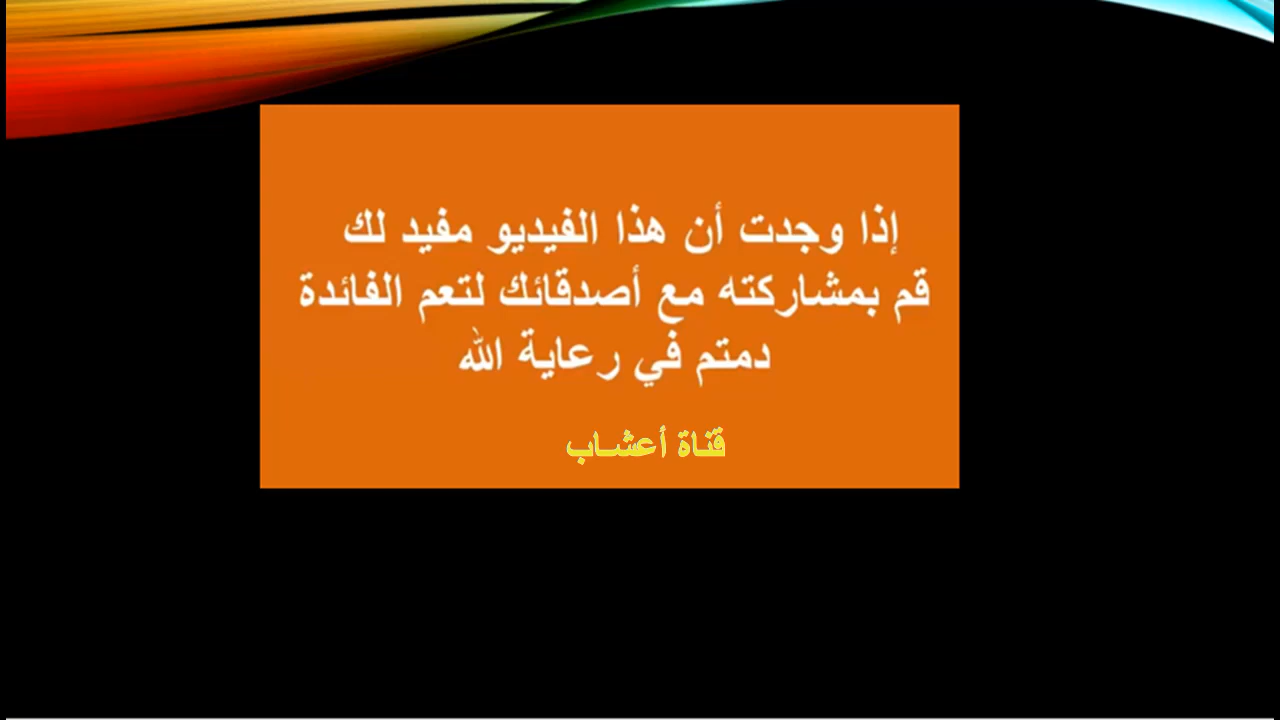 إذا وجدت أن هذا الفيديو مفيد لك
قم بمشاركته مع أصدقائك لتعم الفائدة
دمتم في رعاية الله
قناة أعشاب